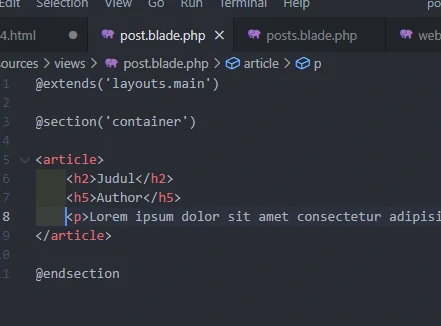 Edit Selection View Go Run Terminal Help po
4.html post.blade.php posts.blade.php web
ources > views > post.blade.php > article > p
1 @extends('layouts.main')
2
3 @section('container')
4
5 <article>
6 <h2>Judul</h2>
7 <h5>Author</h5>
8 <p>Lorem ipsum dolor sit amet consectetur adipisi
9 </article>
10
11 @endsection